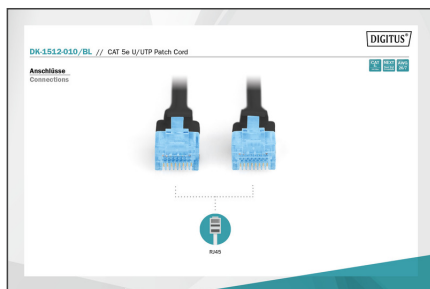 DIGITUS®
DK-1512-010/BL // CAT 5e U/UTP Patch Cord
Anschlüsse
Connections
RJ45